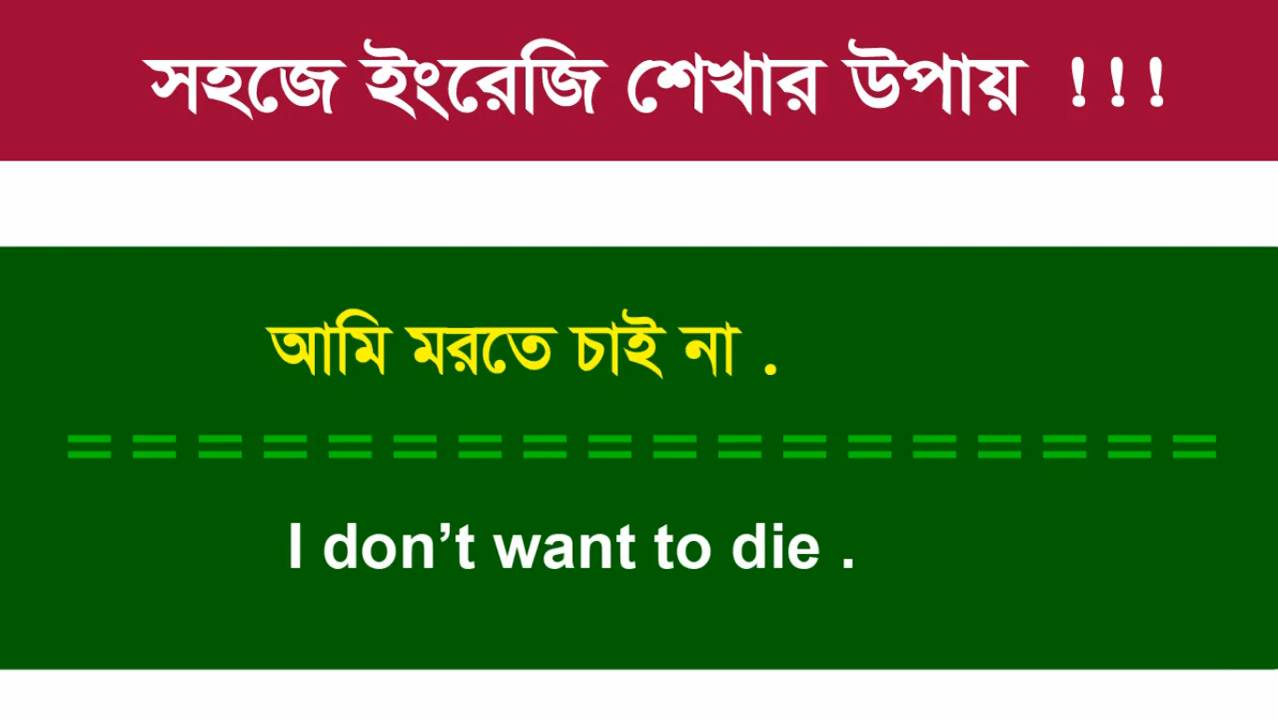 সহজে ইংরেজি শেখার উপায় !!!
আমি মরতে চাই না .
= = = = = = = = = = = = = = = = = =
I don’t want to die .